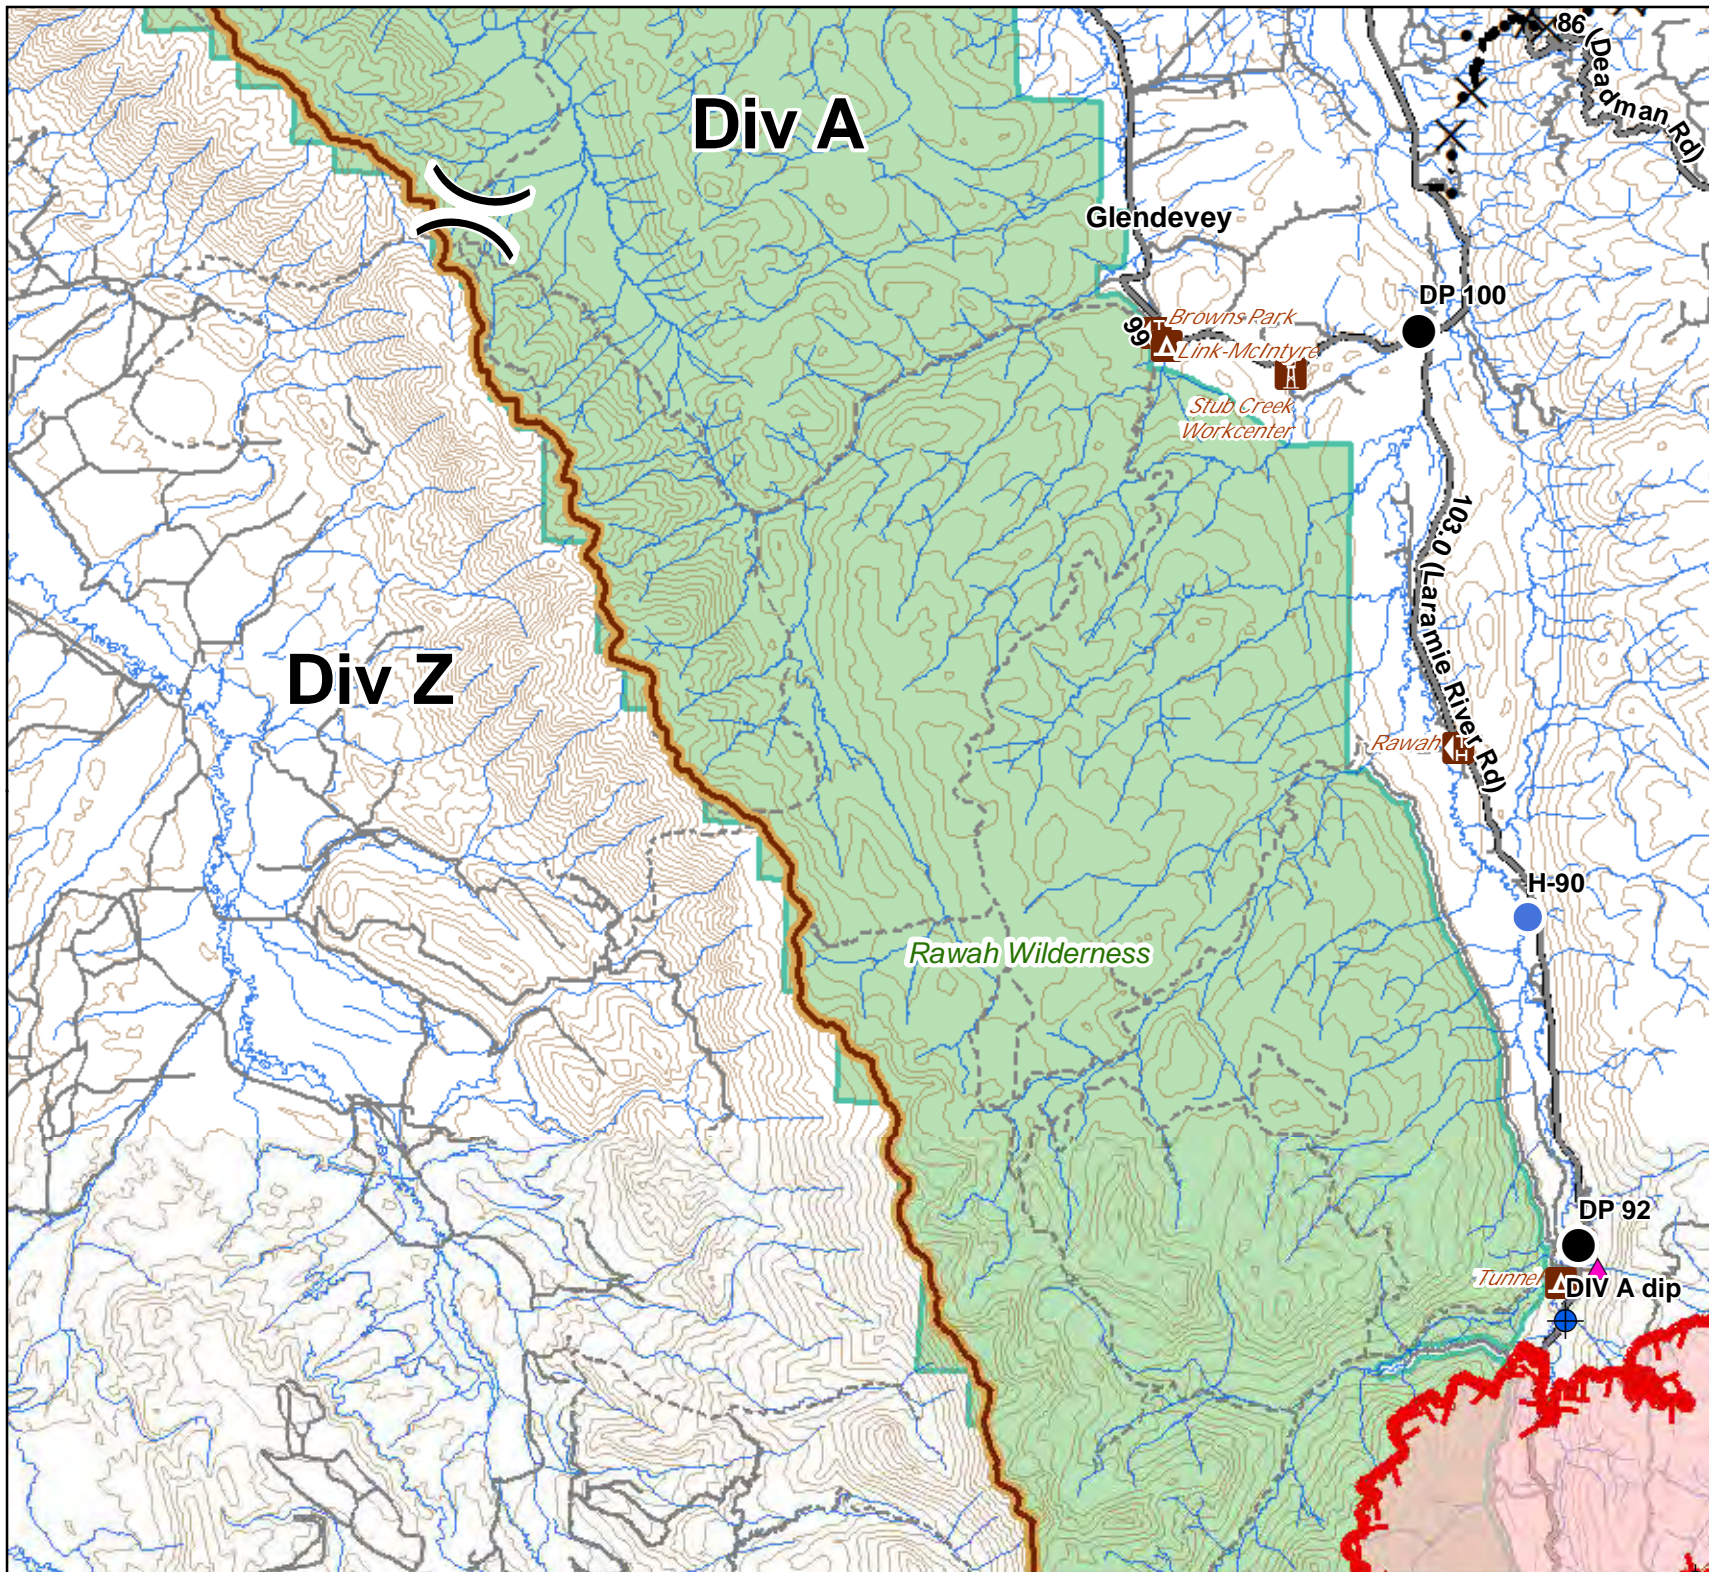 86 (Deadman Rd)
Div A
Glendevey
DP 100
99
Browns Park
Link-McIntyre
Stub Creek
Workcenter
103.0 (Laramie River Rd)
Div Z
Rawah
TH
H-90
Rawah Wilderness
DP 92
Tunnel
DIV A dip